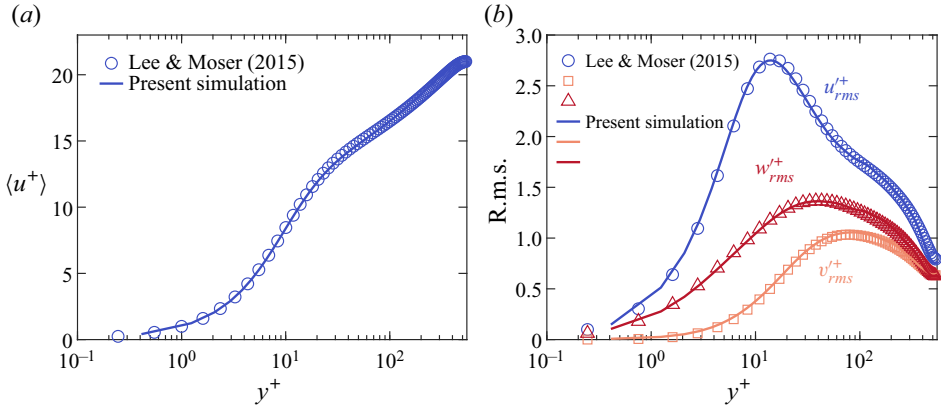 (a)
20
15
10
5
0
⟨u⁺⟩
Lee & Moser (2015)
Present simulation
10⁻¹ 10⁰ 10¹ 10²
y⁺
(b)
3.0
2.5
2.0
1.5
1.0
0.5
0
R.m.s.
Lee & Moser (2015)
Present simulation
u′⁺rms
w′⁺rms
v′⁺rms
10⁻¹ 10⁰ 10¹ 10²
y⁺